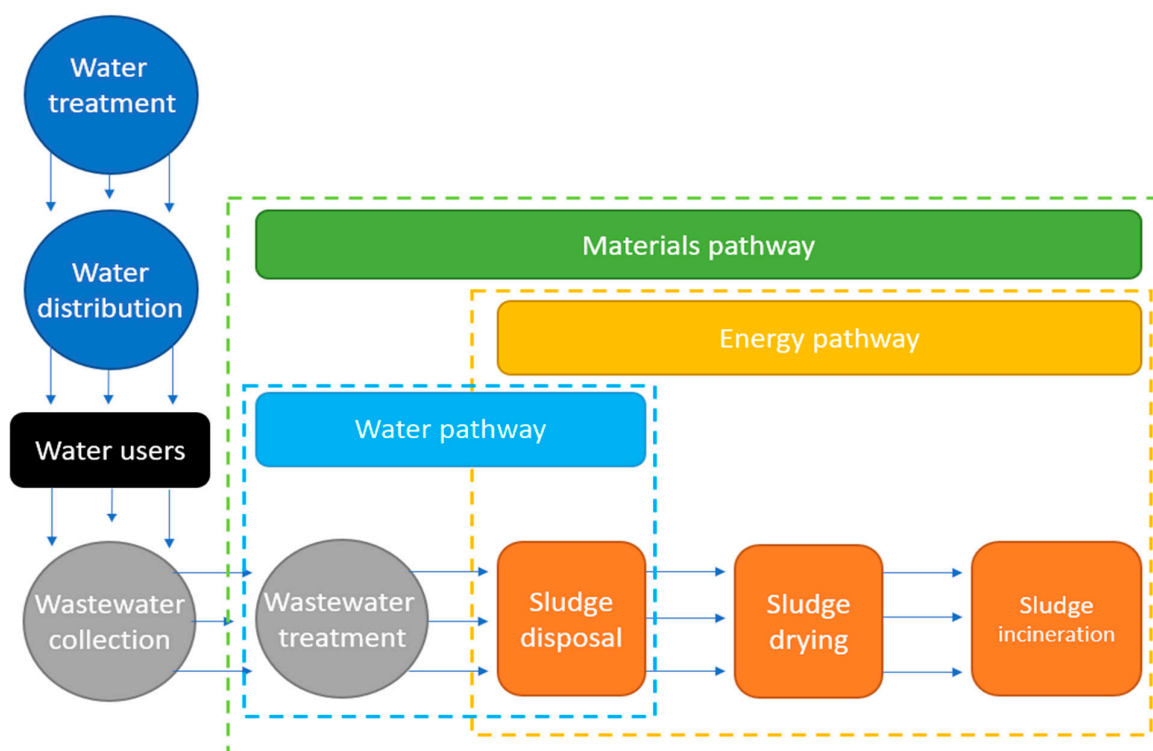 Water
treatment
Water
distribution
Materials pathway
Energy pathway
Water pathway
Water users
Wastewater
collection
Wastewater
treatment
Sludge
disposal
Sludge
drying
Sludge
incineration